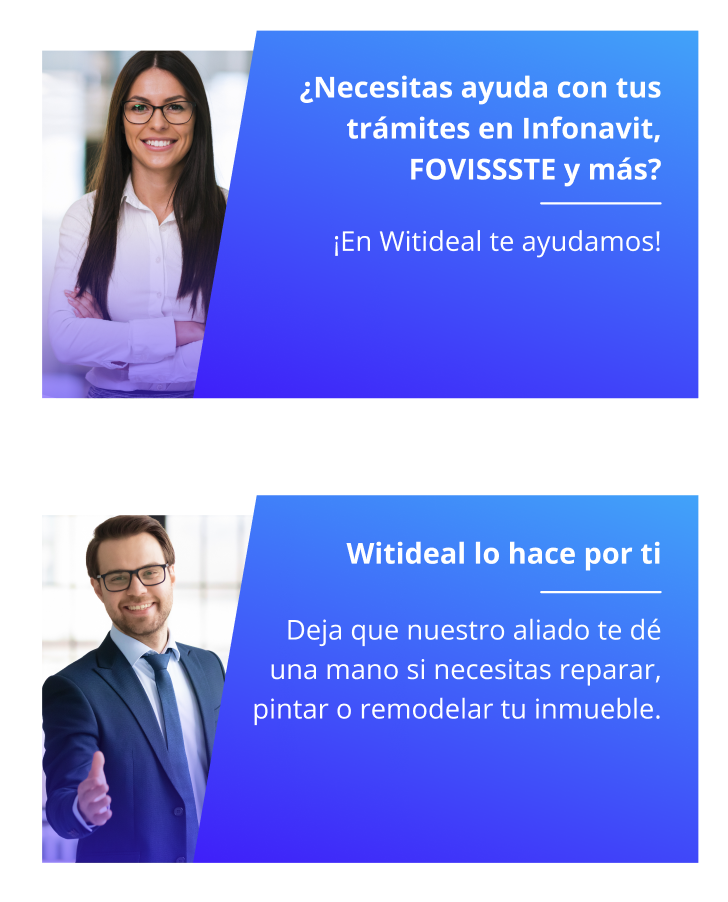 ¿Necesitas ayuda con tus
trámites en Infonavit,
FOVISSSTE y más?
¡En Witideal te ayudamos!
Witideal lo hace por ti
Deja que nuestro aliado te dé
una mano si necesitas reparar,
pintar o remodelar tu inmueble.